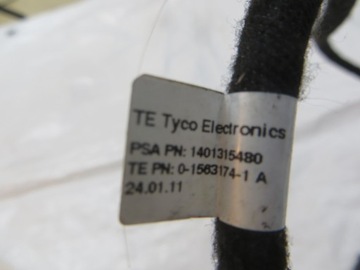 TE Tyco Electronics
PSA PN: 1401315480
TE PN: 0-1563174-1 A
24.01.11